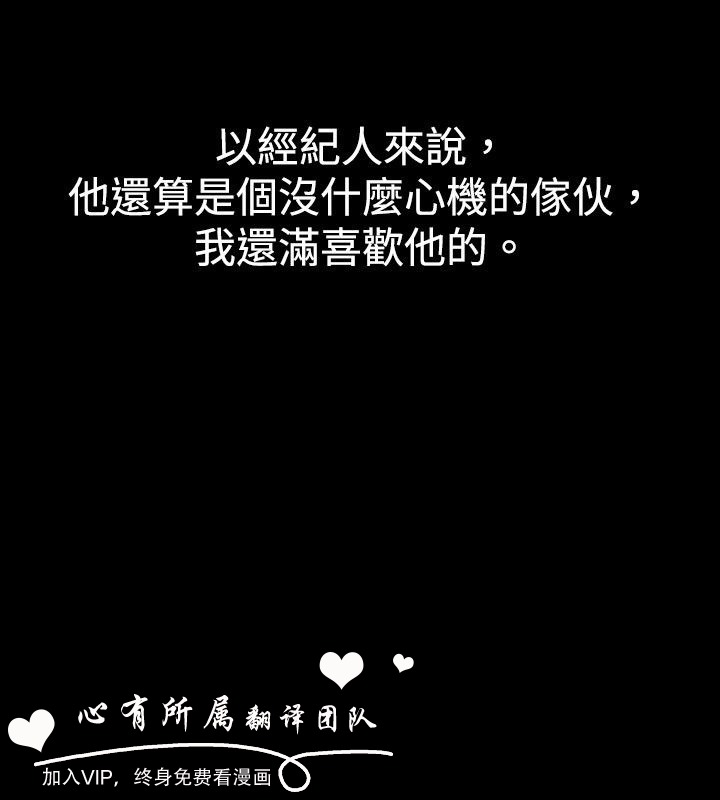 以經紀人來說，
他還算是個沒什麼心機的傢伙，
我還滿喜歡他的。
心有所属翻译团队
加入VIP，终身免费看漫画